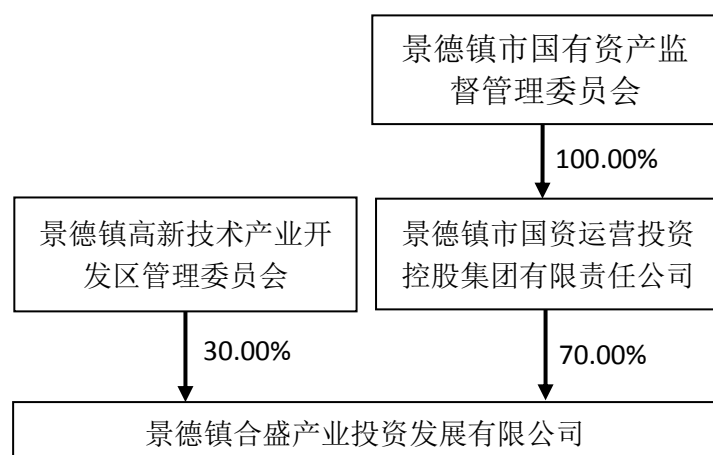 景德镇市国有资产监
督管理委员会
100.00%
景德镇高新技术产业开
发区管理委员会
景德镇市国资运营投资
控股集团有限责任公司
30.00%
70.00%
景德镇合盛产业投资发展有限公司